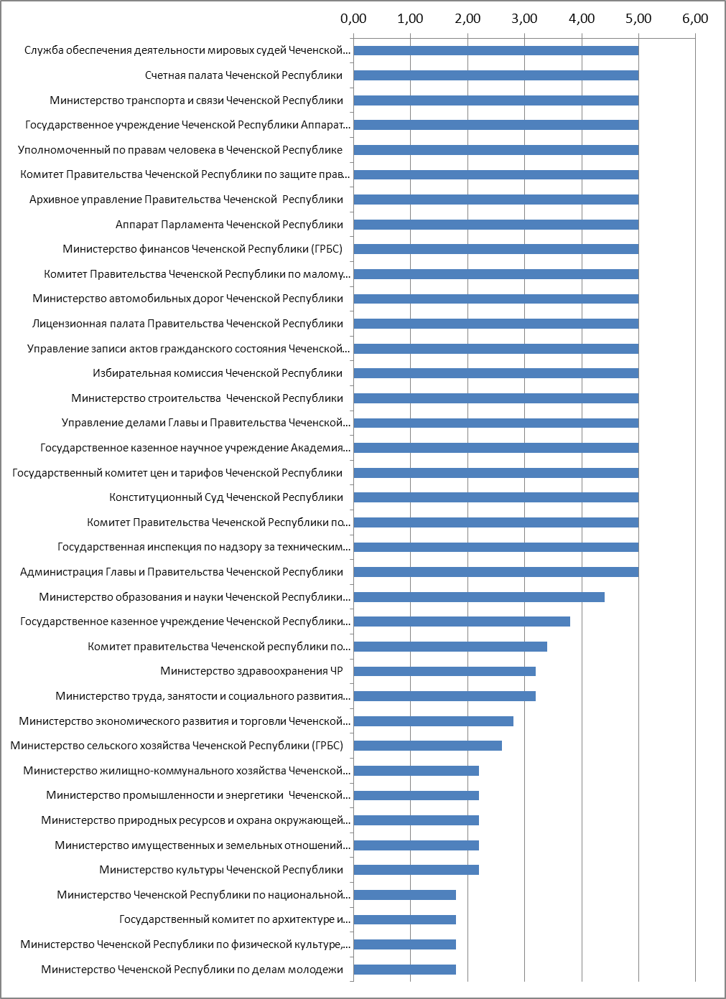 0,00 1,00 2,00 3,00 4,00 5,00 6,00
Служба обеспечения деятельности мировых судей Чеченской...
Счетная палата Чеченской Республики
Министерство транспорта и связи Чеченской Республики
Государственное учреждение Чеченской Республики Аппарат...
Уполномоченный по правам человека в Чеченской Республике
Комитет Правительства Чеченской Республики по защите прав...
Архивное управление Правительства Чеченской  Республики
Аппарат Парламента Чеченской Республики
Министерство финансов Чеченской Республики (ГРБС)
Комитет Правительства Чеченской Республики по малому...
Министерство автомобильных дорог Чеченской Республики
Лицензионная палата Правительства Чеченской Республики
Управление записи актов гражданского состояния Чеченской...
Избирательная комиссия Чеченской Республики
Министерство строительства  Чеченской Республики
Управление делами Главы и Правительства Чеченской...
Государственное казенное научное учреждение Академия...
Государственный комитет цен и тарифов Чеченской Республики
Конституционный Суд Чеченской Республики
Комитет Правительства Чеченской Республики по...
Государственная инспекция по надзору за техническим...
Администрация Главы и Правительства Чеченской Республики
Министерство образования и науки Чеченской Республики...
Государственное казенное учреждение Чеченской Республики...
Комитет правительства Чеченской республики по...
Министерство здравоохранения ЧР
Министерство труда, занятости и социального развития...
Министерство экономического развития и торговли Чеченской...
Министерство сельского хозяйства Чеченской Республики (ГРБС)
Министерство жилищно-коммунального хозяйства Чеченской...
Министерство промышленности и энергетики  Чеченской...
Министерство природных ресурсов и охрана окружающей...
Министерство имущественных и земельных отношений...
Министерство культуры Чеченской Республики
Министерство Чеченской Республики по национальной...
Государственный комитет по архитектуре и...
Министерство Чеченской Республики по физической культуре,...
Министерство Чеченской Республики по делам молодежи